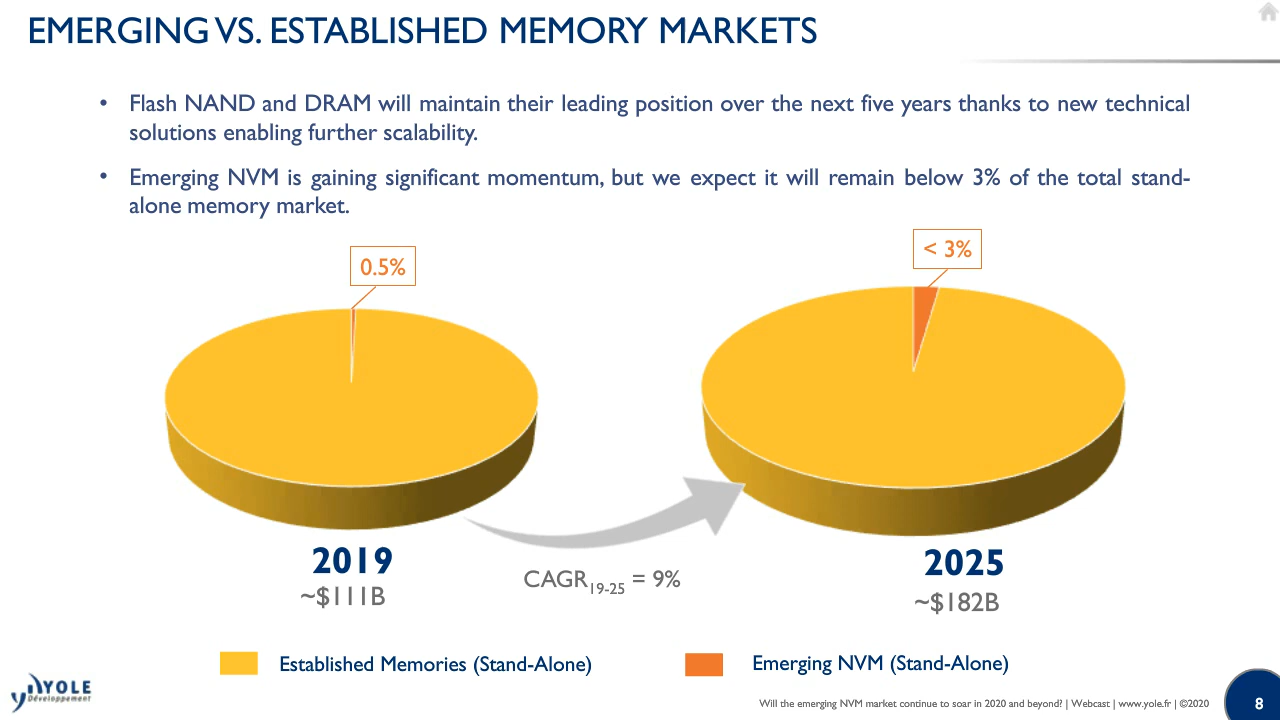 EMERGING VS. ESTABLISHED MEMORY MARKETS
• Flash NAND and DRAM will maintain their leading position over the next five years thanks to new technical
solutions enabling further scalability.
• Emerging NVM is gaining significant momentum, but we expect it will remain below 3% of the total stand-
alone memory market.
0.5%
< 3%
2019
~$111B
CAGR19-25 = 9%
2025
~$182B
Established Memories (Stand-Alone)
Emerging NVM (Stand-Alone)
YOLE
Développement
Will the emerging NVM market continue to soar in 2020 and beyond? | Webcast | www.yole.fr | ©2020
8